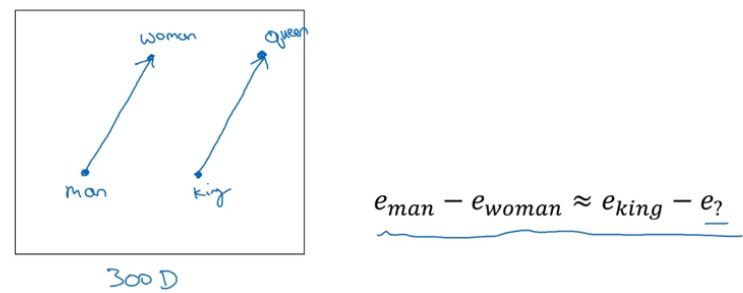 woman
Queen
man
king
e_man − e_woman ≈ e_king − e_?
300 D